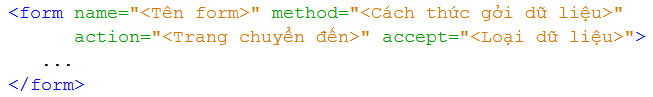 <form name="<Tên form>" method="<Cách thức gởi dữ liệu>"
action="<Trang chuyển đến>" accept="<Loại dữ liệu>">
...
</form>